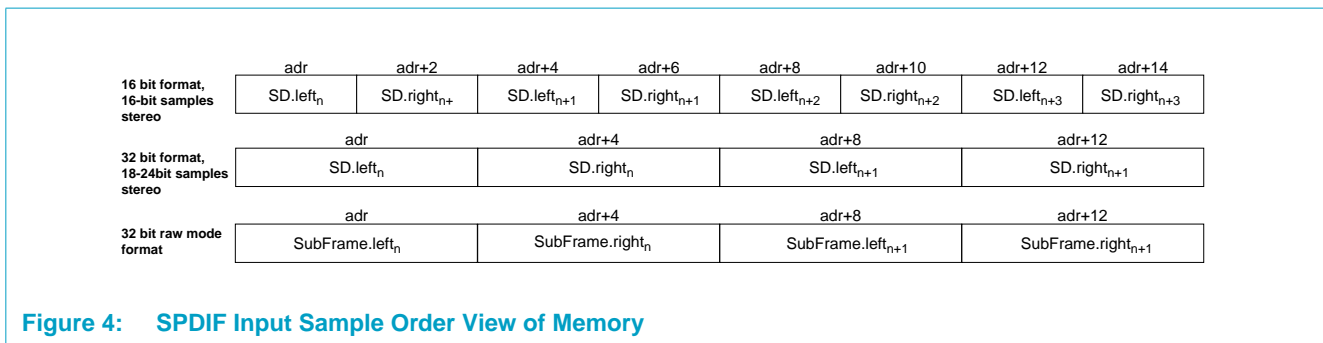 adr adr+2 adr+4 adr+6 adr+8 adr+10 adr+12 adr+14
16 bit format,
16-bit samples
stereo
SD.leftn SD.rightn+ SD.leftn+1 SD.rightn+1 SD.leftn+2 SD.rightn+2 SD.leftn+3 SD.rightn+3
adr adr+4 adr+8 adr+12
32 bit format,
18-24bit samples
stereo
SD.leftn SD.rightn SD.leftn+1 SD.rightn+1
adr adr+4 adr+8 adr+12
32 bit raw mode
format
SubFrame.leftn SubFrame.rightn SubFrame.leftn+1 SubFrame.rightn+1
Figure 4: SPDIF Input Sample Order View of Memory